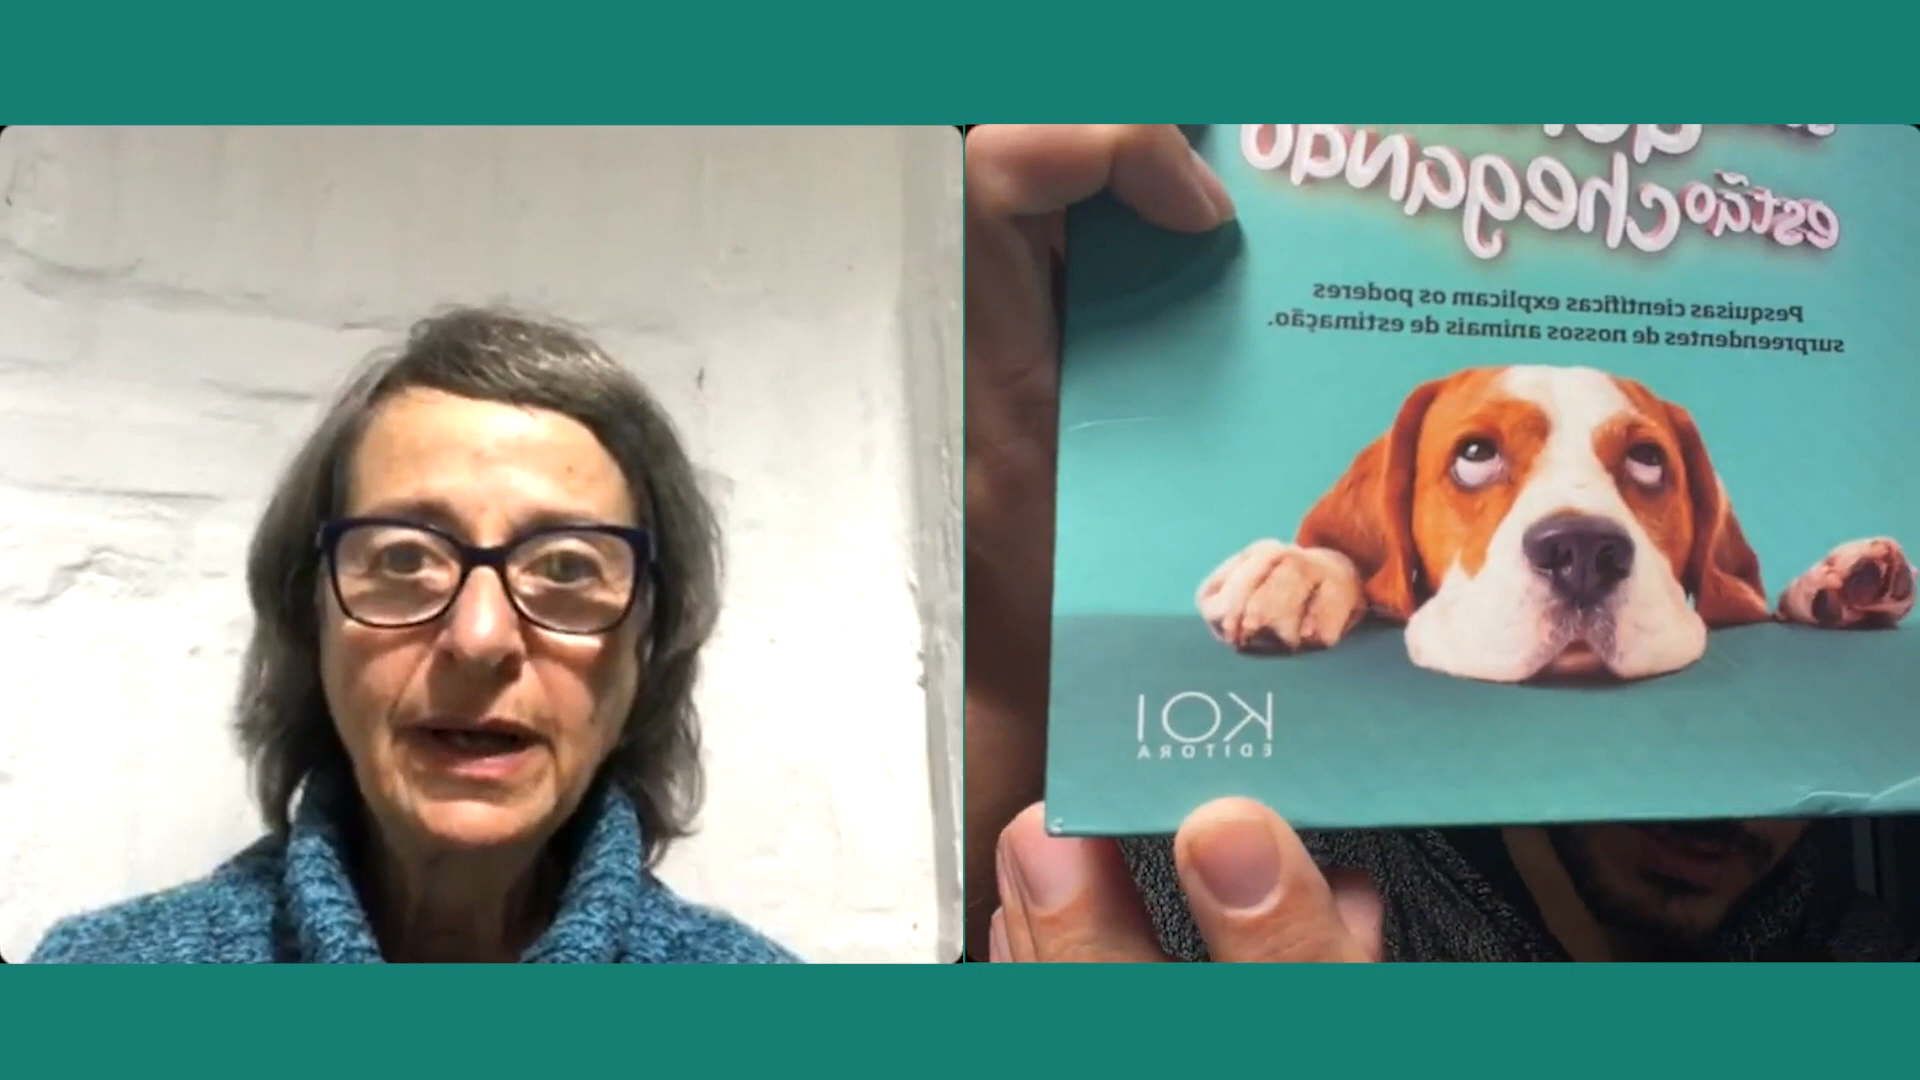 estão chegando
Pesquisas científicas explicam os poderes
surpreendentes de nossos animais de estimação.
KOI
EDITORA